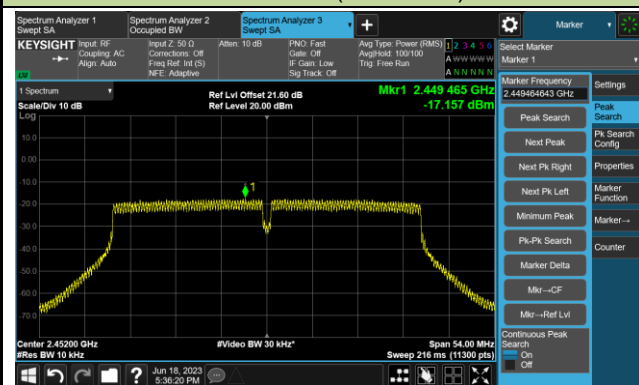 Spectrum Analyzer 1
Swept SA
Spectrum Analyzer 2
Occupied BW
Spectrum Analyzer 3
Swept SA
+
Marker
KEYSIGHT
Input: RF
Coupling: AC
Align: Auto
Input Z: 50 Ω
Corrections: Off
Freq Ref: Int (S)
NFE: Adaptive
Atten: 10 dB
PNO: Fast
Gate: Off
IF Gain: Low
Sig Track: Off
Avg Type: Power (RMS)
Avg|Hold: 100/100
Trig: Free Run
1 2 3 4 5 6
A W W W W W
A N N N N N
Select Marker
Marker 1
1 Spectrum
Scale/Div 10 dB
Log
Ref Lvl Offset 21.60 dB
Ref Level 20.00 dBm
Mkr1 2.449 465 GHz
-17.157 dBm
10.0
0.00
-10.0
-20.0
-30.0
-40.0
-50.0
-60.0
-70.0
1
Center 2.45200 GHz
#Res BW 10 kHz
#Video BW 30 kHz*
Span 54.00 MHz
Sweep 216 ms (11300 pts)
Marker Frequency
2.449464643 GHz
Peak Search
Next Peak
Next Pk Right
Next Pk Left
Minimum Peak
Pk-Pk Search
Marker Delta
Mkr→CF
Mkr→Ref Lvl
Continuous Peak
Search
On
Off
Settings
Peak
Search
Pk Search
Config
Properties
Marker
Function
Marker→
Counter
?
Jun 18, 2023
5:36:20 PM